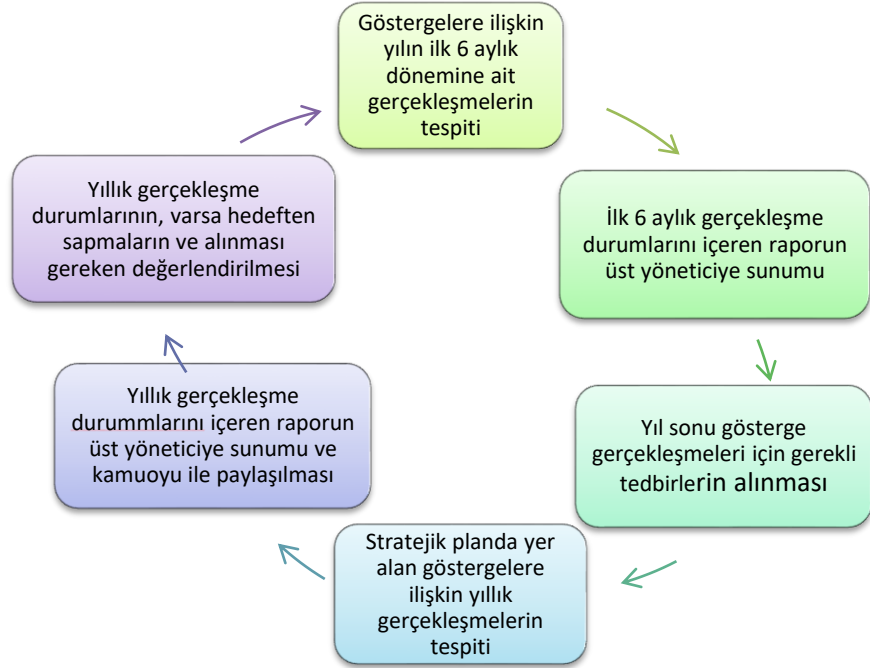 Göstergelere ilişkin
yılın ilk 6 aylık
dönemine ait
gerçekleşmelerin
tespiti
İlk 6 aylık gerçekleşme
durumlarını içeren raporun
üst yöneticiye sunumu
Yıl sonu gösterge
gerçekleşmeleri için gerekli
tedbirlerin alınması
Stratejik planda yer
alan göstergelere
ilişkin yıllık
gerçekleşmelerin
tespiti
Yıllık gerçekleşme
durummlarını içeren raporun
üst yöneticiye sunumu ve
kamuoyu ile paylaşılması
Yıllık gerçekleşme
durumlarının, varsa hedeften
sapmaların ve alınması
gereken değerlendirilmesi